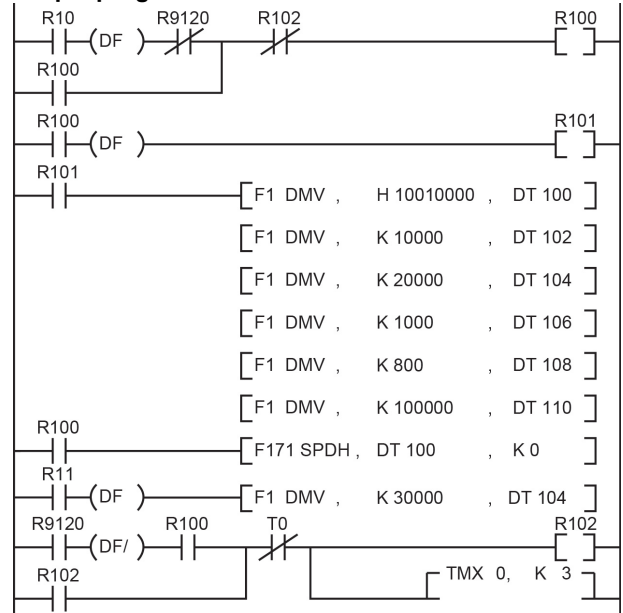 R10 R9120 R102 R100
(DF )
R100
R100 R101
(DF )
R101
F1 DMV , H 10010000 , DT 100
F1 DMV , K 10000 , DT 102
F1 DMV , K 20000 , DT 104
F1 DMV , K 1000 , DT 106
F1 DMV , K 800 , DT 108
F1 DMV , K 100000 , DT 110
R100
F171 SPDH , DT 100 , K 0
R11
(DF ) F1 DMV , K 30000 , DT 104
R9120 R100 T0 R102
(DF/ )
R102
TMX 0, K 3